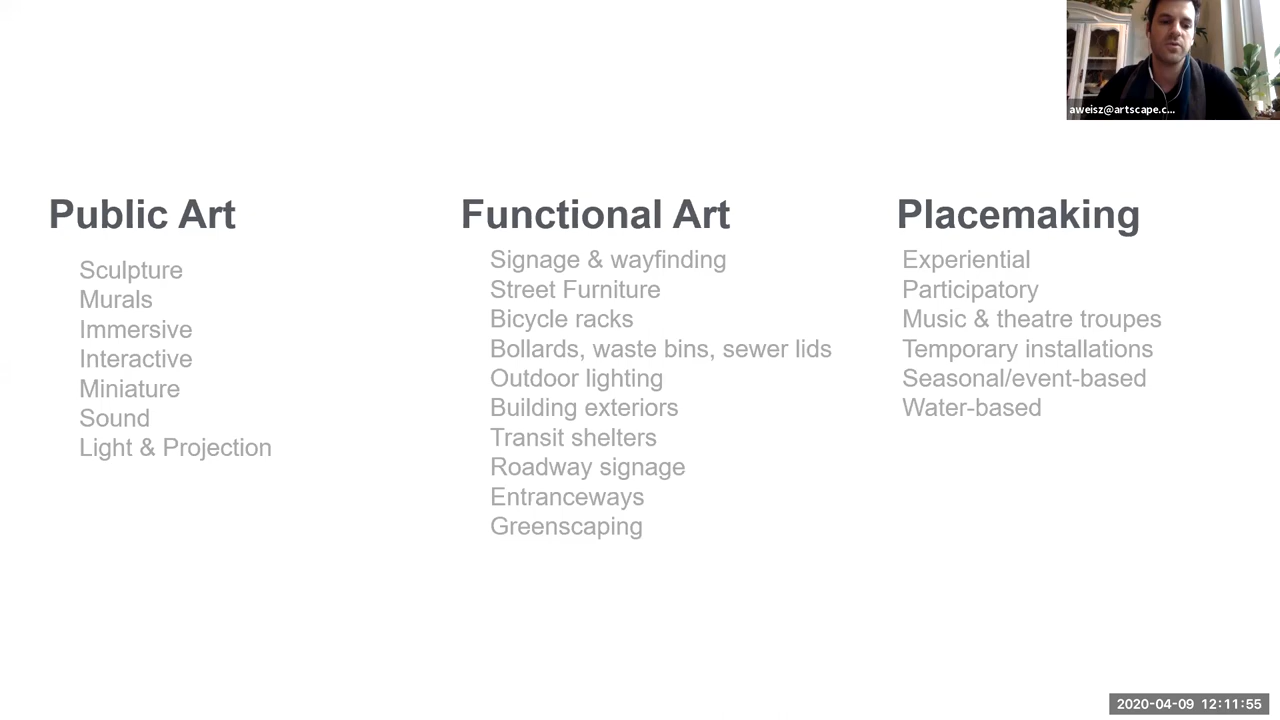 aweisz@artscape.c...
Public Art
Sculpture
Murals
Immersive
Interactive
Miniature
Sound
Light & Projection
Functional Art
Signage & wayfinding
Street Furniture
Bicycle racks
Bollards, waste bins, sewer lids
Outdoor lighting
Building exteriors
Transit shelters
Roadway signage
Entranceways
Greenscaping
Placemaking
Experiential
Participatory
Music & theatre troupes
Temporary installations
Seasonal/event-based
Water-based
2020-04-09 12:11:55